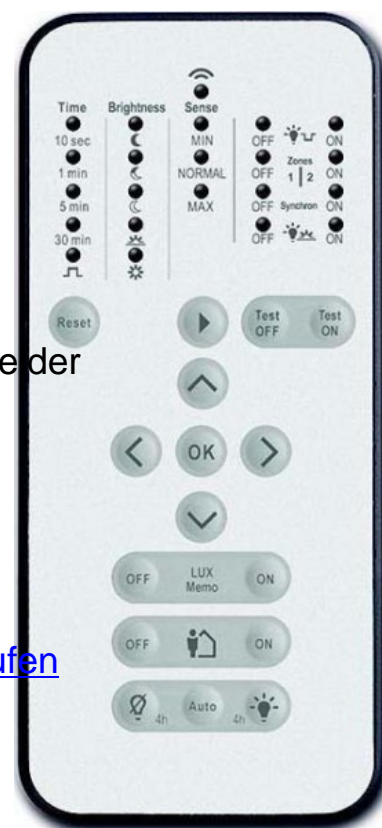 Time Brightness Sense
10 sec MIN OFF ON
1 min NORMAL OFF Zones 1 | 2 ON
5 min MAX OFF Synchron ON
30 min OFF ON
Reset Test OFF Test ON
e der
OK
OFF LUX Memo ON
ufen
OFF ON
4h Auto 4h